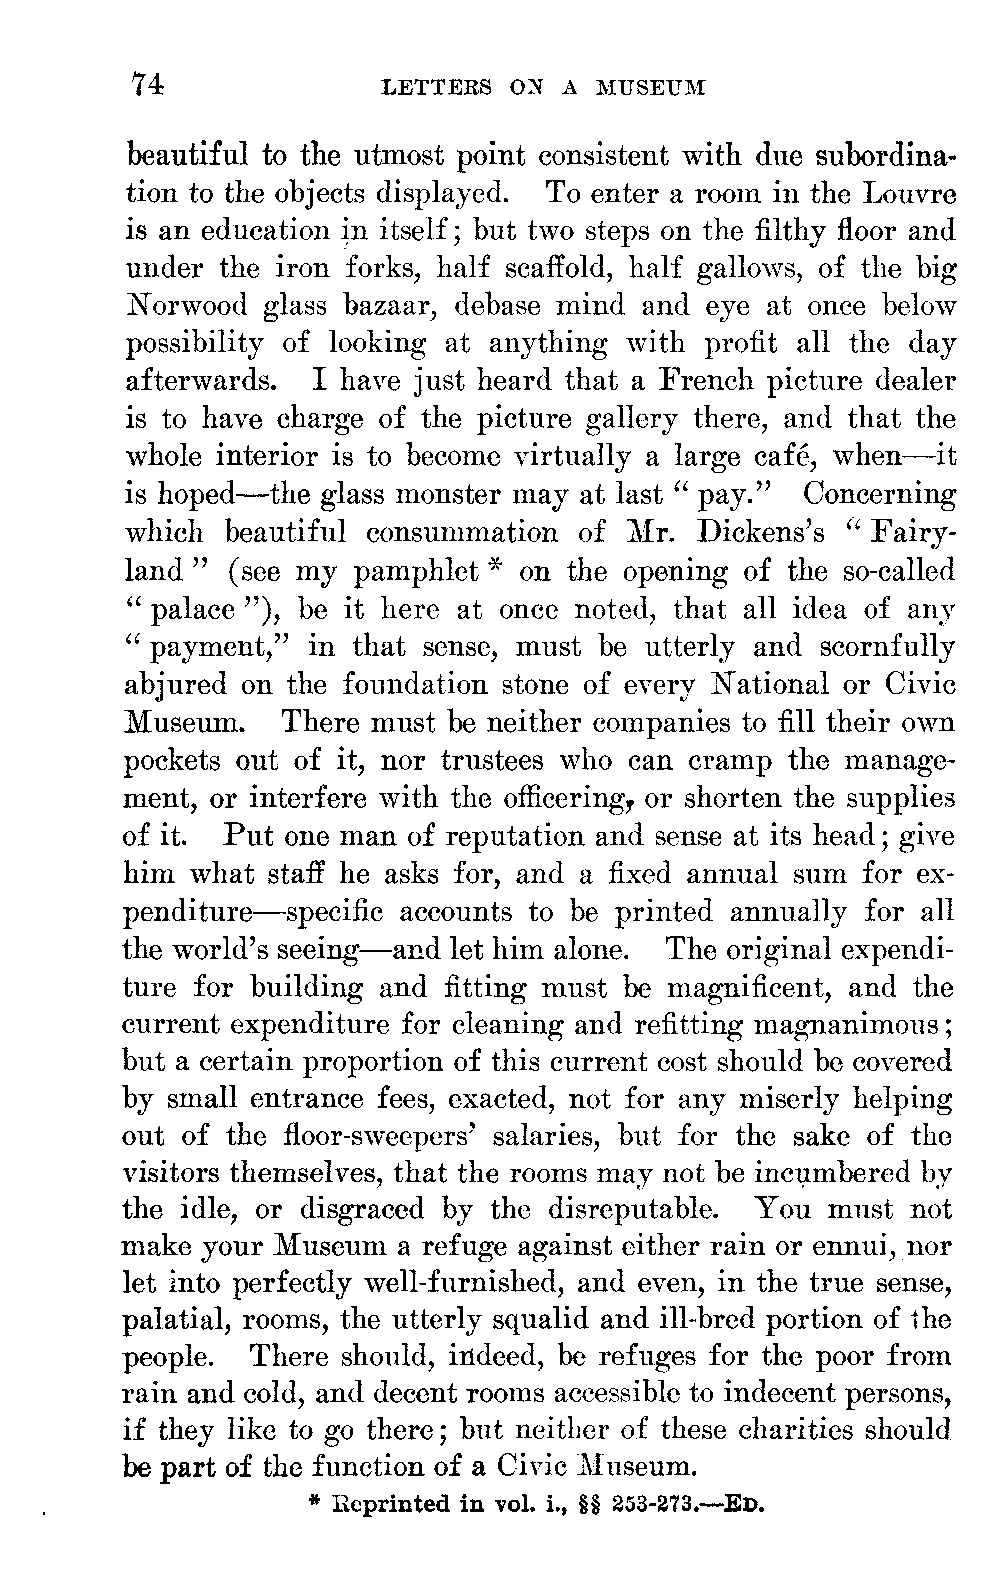 74 LETTERS ON A MUSEUM
beautiful to the utmost point consistent with due subordina-
tion to the objects displayed. To enter a room in the Louvre
is an education in itself; but two steps on the filthy floor and
under the iron forks, half scaffold, half gallows, of the big
Norwood glass bazaar, debase mind and eye at once below
possibility of looking at anything with profit all the day
afterwards. I have just heard that a French picture dealer
is to have charge of the picture gallery there, and that the
whole interior is to become virtually a large café, when—it
is hoped—the glass monster may at last “ pay.” Concerning
which beautiful consummation of Mr. Dickens’s “ Fairy-
land ” (see my pamphlet * on the opening of the so-called
“ palace ”), be it here at once noted, that all idea of any
“ payment,” in that sense, must be utterly and scornfully
abjured on the foundation stone of every National or Civic
Museum. There must be neither companies to fill their own
pockets out of it, nor trustees who can cramp the manage-
ment, or interfere with the officering, or shorten the supplies
of it. Put one man of reputation and sense at its head; give
him what staff he asks for, and a fixed annual sum for ex-
penditure—specific accounts to be printed annually for all
the world’s seeing—and let him alone. The original expendi-
ture for building and fitting must be magnificent, and the
current expenditure for cleaning and refitting magnanimous;
but a certain proportion of this current cost should be covered
by small entrance fees, exacted, not for any miserly helping
out of the floor-sweepers’ salaries, but for the sake of the
visitors themselves, that the rooms may not be incumbered by
the idle, or disgraced by the disreputable. You must not
make your Museum a refuge against either rain or ennui, nor
let into perfectly well-furnished, and even, in the true sense,
palatial, rooms, the utterly squalid and ill-bred portion of the
people. There should, indeed, be refuges for the poor from
rain and cold, and decent rooms accessible to indecent persons,
if they like to go there; but neither of these charities should
be part of the function of a Civic Museum.
* Reprinted in vol. i., §§ 253-273.—ED.